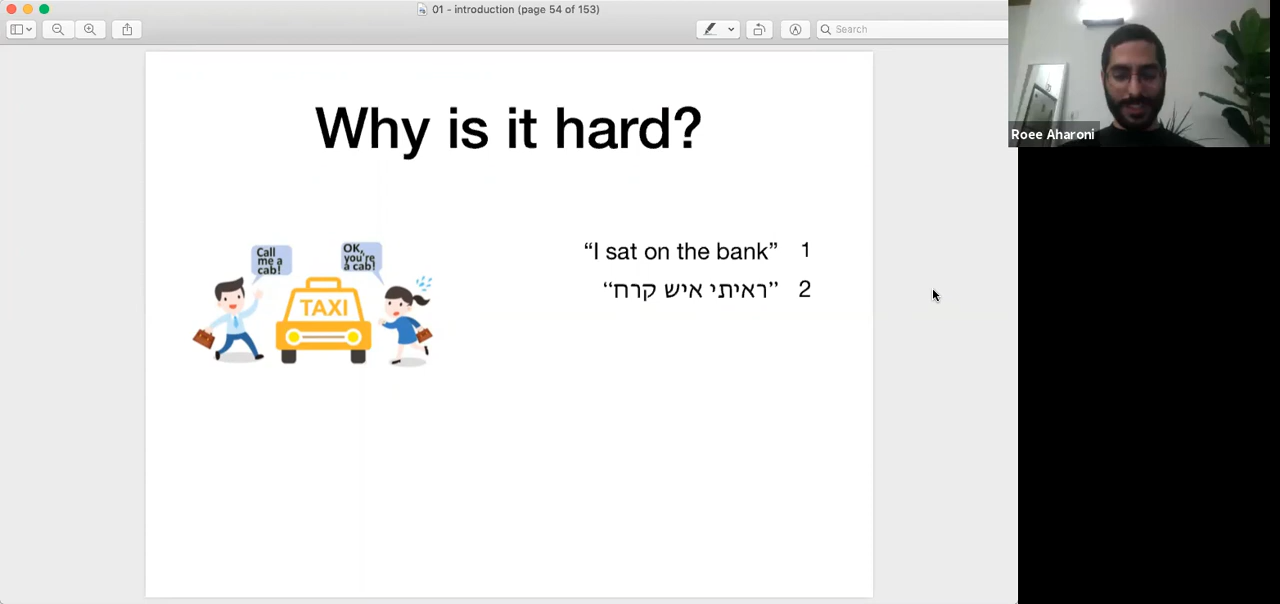 01 - introduction (page 54 of 153)
Search
Roee Aharoni
Why is it hard?
Call
me a
cab!
OK,
you're
a cab!
TAXI
“I sat on the bank” 1
“ראיתי איש קרח” 2